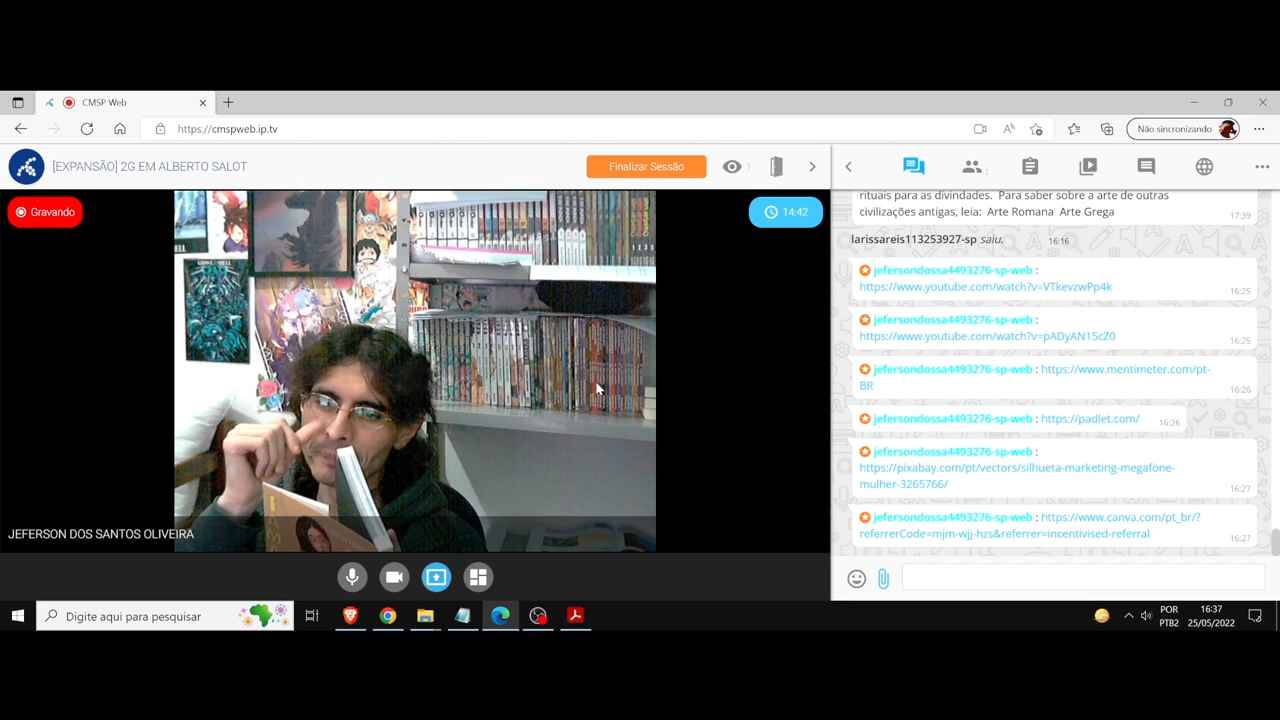 CMSP Web
https://cmspweb.ip.tv
Não sincronizando
[EXPANSÃO] 2G EM ALBERTO SALOT
Finalizar Sessão
1
1
Gravando
14:42
JEFERSON DOS SANTOS OLIVEIRA
rituais para as divindades.  Para saber sobre a arte de outras
civilizações antigas, leia:  Arte Romana  Arte Grega
17:39
larissareis113253927-sp saiu.
16:16
jefersondossa4493276-sp-web :
https://www.youtube.com/watch?v=VTkevzwPp4k
16:25
jefersondossa4493276-sp-web :
https://www.youtube.com/watch?v=pADyAN15cZ0
16:25
jefersondossa4493276-sp-web : https://www.mentimeter.com/pt-
BR
16:26
jefersondossa4493276-sp-web : https://padlet.com/
16:26
jefersondossa4493276-sp-web :
https://pixabay.com/pt/vectors/silhueta-marketing-megafone-
mulher-3265766/
16:27
jefersondossa4493276-sp-web : https://www.canva.com/pt_br/?
referrerCode=mjm-wjj-hzs&referrer=incentivised-referral
16:27
Digite aqui para pesquisar
POR
PTB2
16:37
25/05/2022